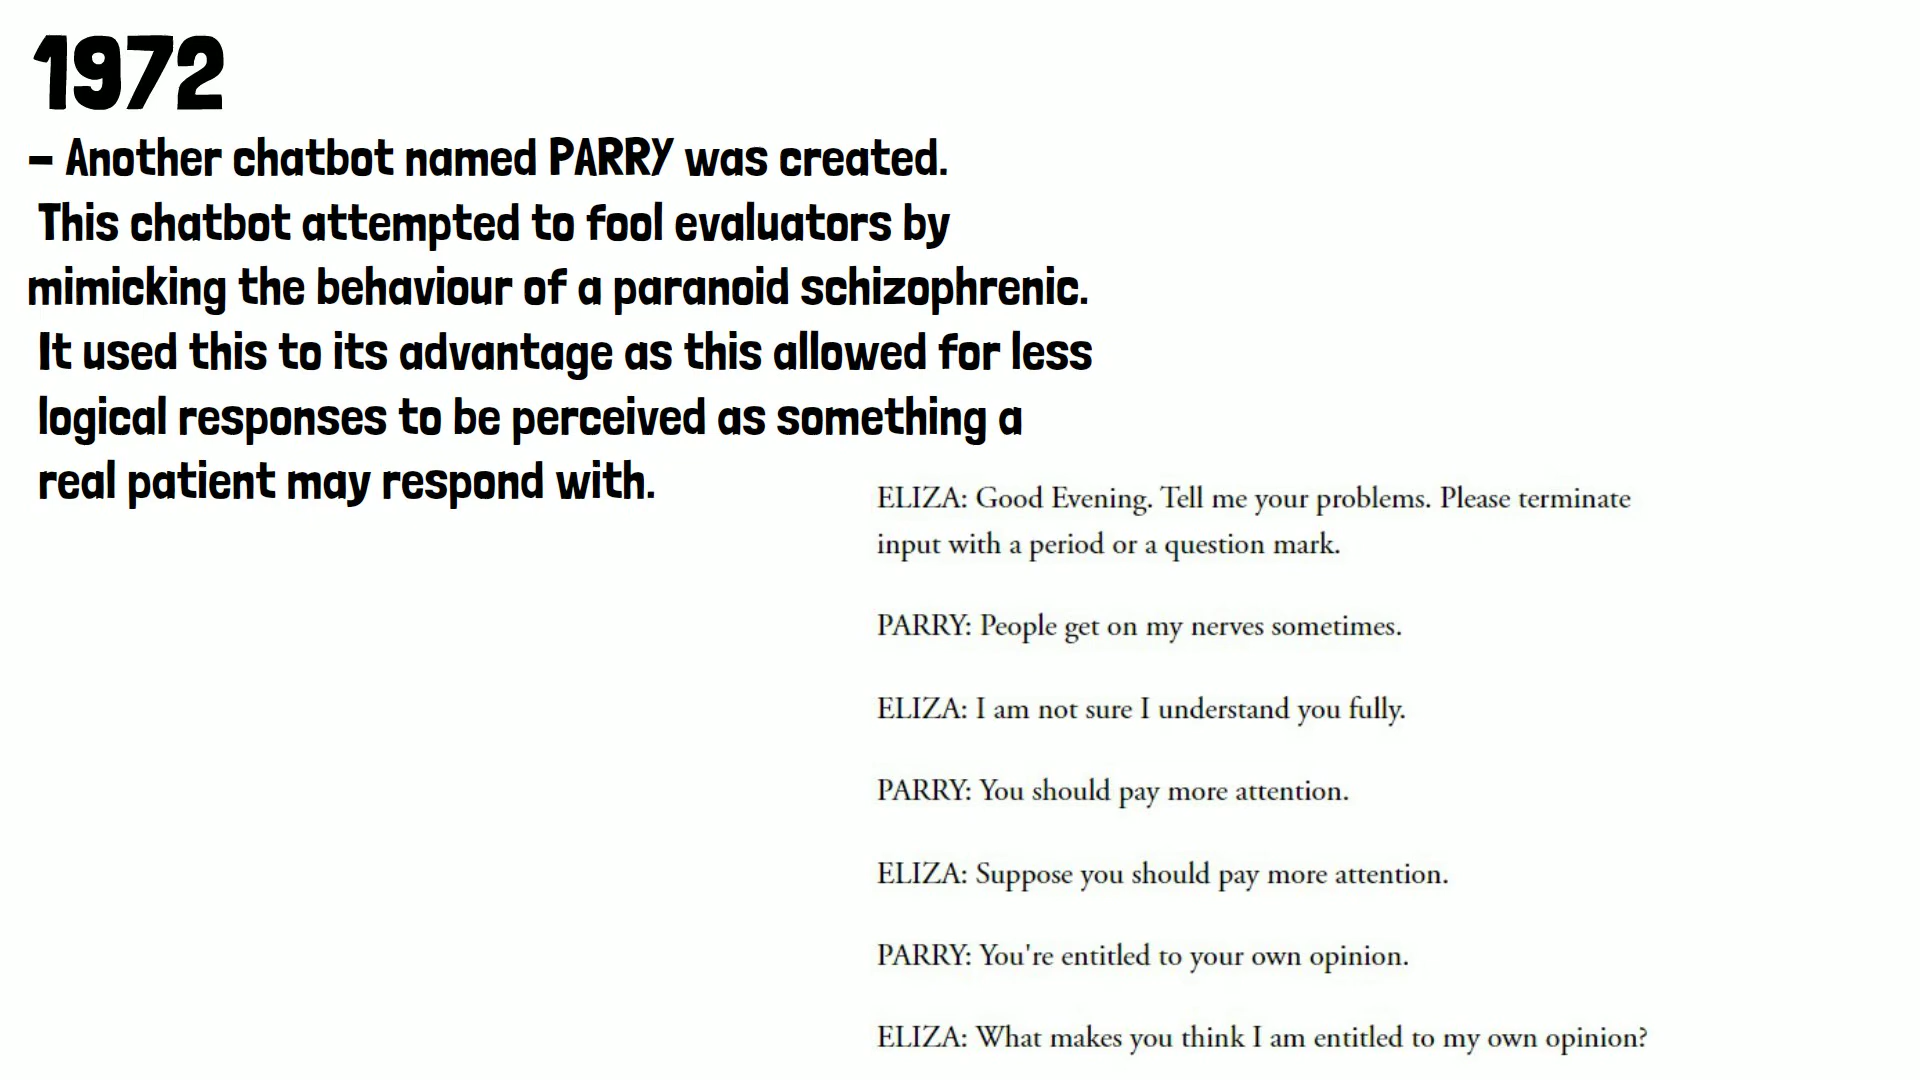 1972
– Another chatbot named PARRY was created.
This chatbot attempted to fool evaluators by
mimicking the behaviour of a paranoid schizophrenic.
It used this to its advantage as this allowed for less
logical responses to be perceived as something a
real patient may respond with.
ELIZA: Good Evening. Tell me your problems. Please terminate
input with a period or a question mark.
PARRY: People get on my nerves sometimes.
ELIZA: I am not sure I understand you fully.
PARRY: You should pay more attention.
ELIZA: Suppose you should pay more attention.
PARRY: You're entitled to your own opinion.
ELIZA: What makes you think I am entitled to my own opinion?